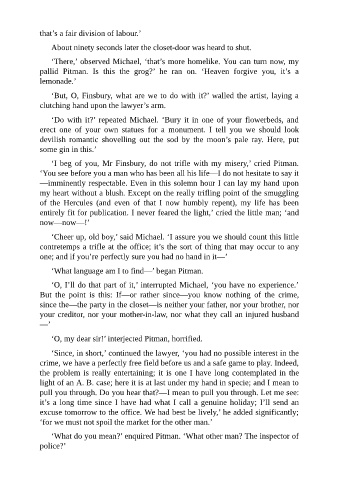 that's a fair division of labour.'
About ninety seconds later the closet-door was heard to shut.
'There,' observed Michael, 'that's more homelike. You can turn now, my
pallid Pitman. Is this the grog?' he ran on. 'Heaven forgive you, it's a
lemonade.'
'But, O, Finsbury, what are we to do with it?' walled the artist, laying a
clutching hand upon the lawyer's arm.
'Do with it?' repeated Michael. 'Bury it in one of your flowerbeds, and
erect one of your own statues for a monument. I tell you we should look
devilish romantic shovelling out the sod by the moon's pale ray. Here, put
some gin in this.'
'I beg of you, Mr Finsbury, do not trifle with my misery,' cried Pitman.
'You see before you a man who has been all his life—I do not hesitate to say it
—imminently respectable. Even in this solemn hour I can lay my hand upon
my heart without a blush. Except on the really trifling point of the smuggling
of the Hercules (and even of that I now humbly repent), my life has been
entirely fit for publication. I never feared the light,' cried the little man; 'and
now—now—!'
'Cheer up, old boy,' said Michael. 'I assure you we should count this little
contretemps a trifle at the office; it's the sort of thing that may occur to any
one; and if you're perfectly sure you had no hand in it—'
'What language am I to find—' began Pitman.
'O, I'll do that part of it,' interrupted Michael, 'you have no experience.'
But the point is this: If—or rather since—you know nothing of the crime,
since the—the party in the closet—is neither your father, nor your brother, nor
your creditor, nor your mother-in-law, nor what they call an injured husband
—'
'O, my dear sir!' interjected Pitman, horrified.
'Since, in short,' continued the lawyer, 'you had no possible interest in the
crime, we have a perfectly free field before us and a safe game to play. Indeed,
the problem is really entertaining; it is one I have long contemplated in the
light of an A. B. case; here it is at last under my hand in specie; and I mean to
pull you through. Do you hear that?—I mean to pull you through. Let me see:
it's a long time since I have had what I call a genuine holiday; I'll send an
excuse tomorrow to the office. We had best be lively,' he added significantly;
'for we must not spoil the market for the other man.'
'What do you mean?' enquired Pitman. 'What other man? The inspector of
police?'